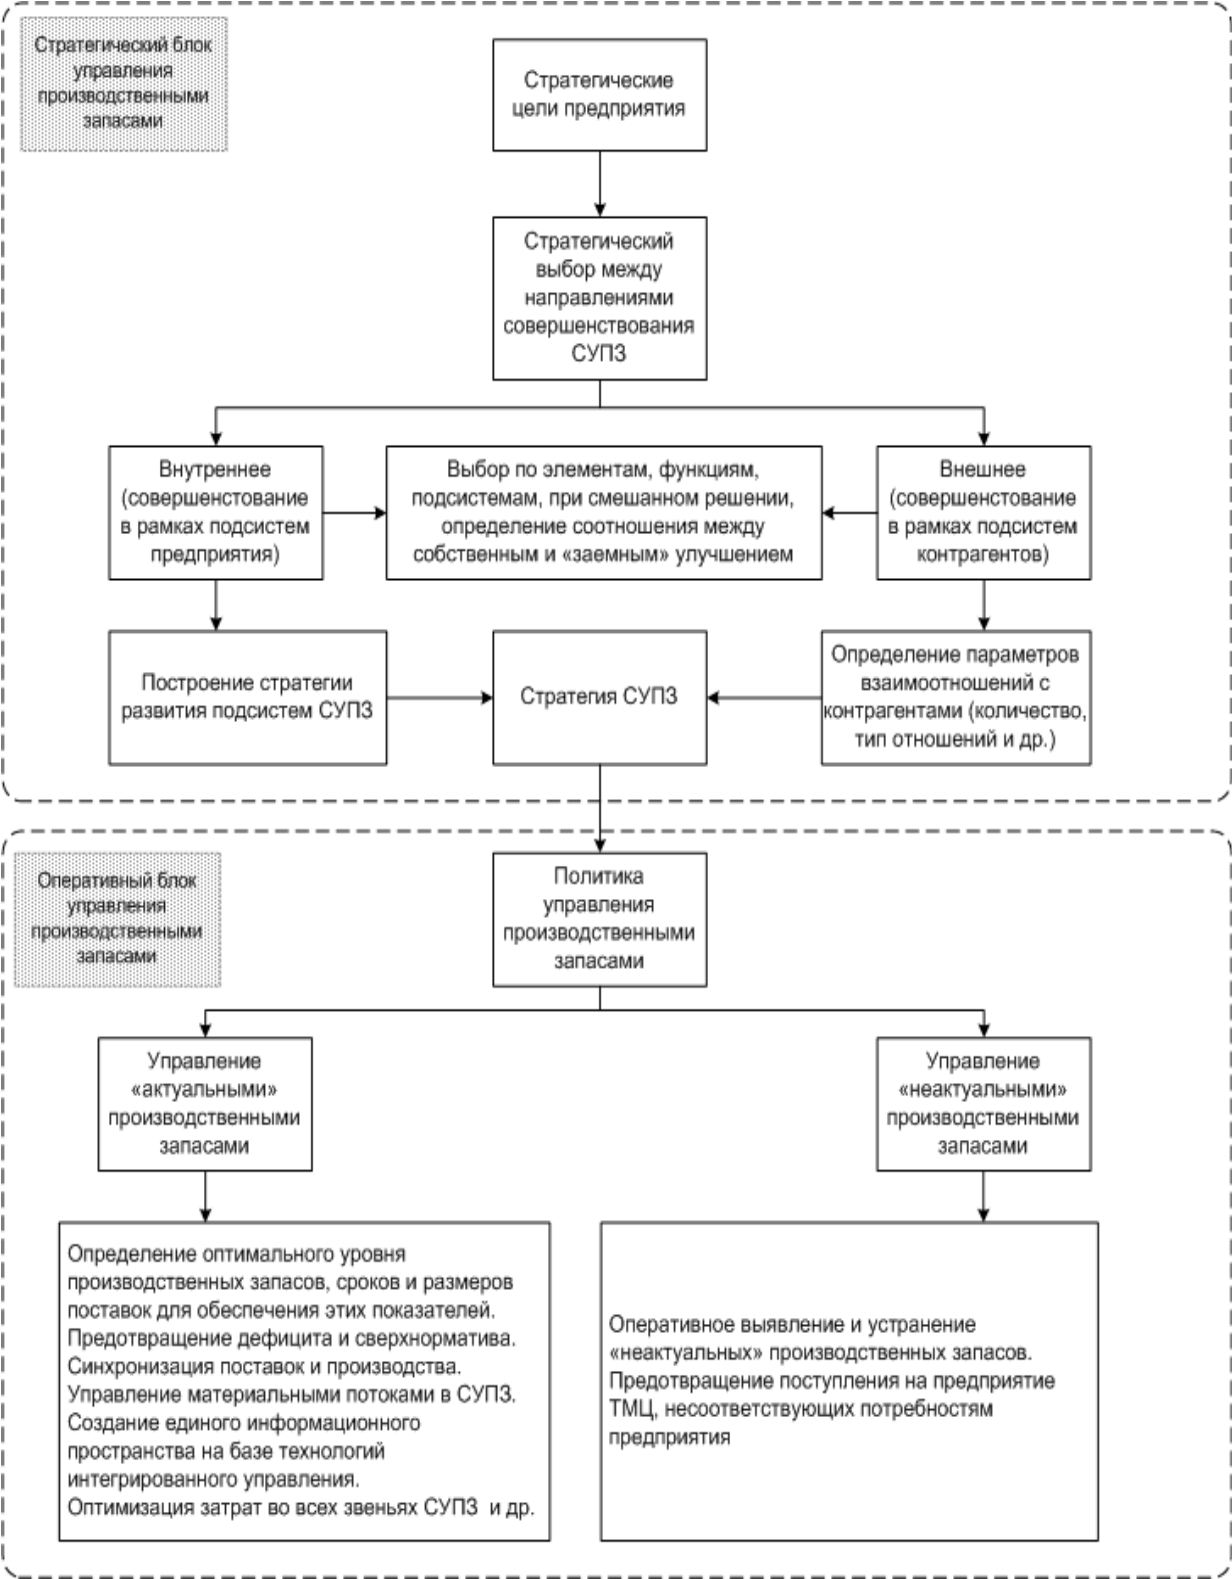 Стратегический блок
управления
производственными
запасами
Стратегические
цели предприятия
Стратегический
выбор между
направлениями
совершенствования
СУПЗ
Внутреннее
(совершенстование
в рамках подсистем
предприятия)
Выбор по элементам, функциям,
подсистемам, при смешанном решении,
определение соотношения между
собственным и «заемным» улучшением
Внешнее
(совершенстование
в рамках подсистем
контрагентов)
Построение стратегии
развития подсистем СУПЗ
Стратегия СУПЗ
Определение параметров
взаимоотношений с
контрагентами (количество,
тип отношений и др.)
Оперативный блок
управления
производственными
запасами
Политика
управления
производственными
запасами
Управление
«актуальными»
производственными
запасами
Управление
«неактуальными»
производственными
запасами
Определение оптимального уровня
производственных запасов, сроков и размеров
поставок для обеспечения этих показателей.
Предотвращение дефицита и сверхнорматива.
Синхронизация поставок и производства.
Управление материальными потоками в СУПЗ.
Создание единого информационного
пространства на базе технологий
интегрированного управления.
Оптимизация затрат во всех звеньях СУПЗ и др.
Оперативное выявление и устранение
«неактуальных» производственных запасов.
Предотвращение поступления на предприятие
ТМЦ, несоответствующих потребностям
предприятия